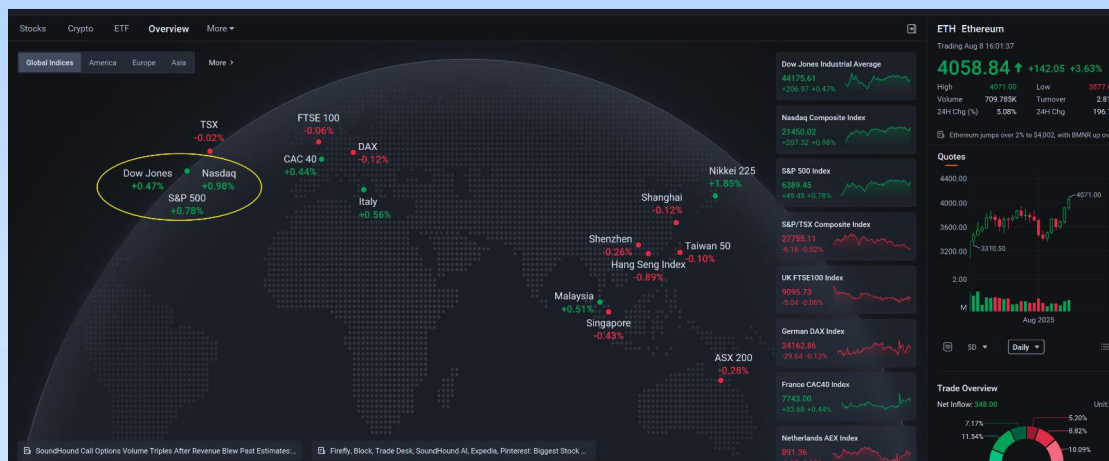 Stocks Crypto ETF Overview More
Global Indices America Europe Asia More >
TSX
-0.02%
Dow Jones
+0.47%
Nasdaq
+0.98%
S&P 500
+0.78%
FTSE 100
-0.06%
DAX
-0.12%
CAC 40
+0.44%
Italy
+0.56%
Nikkei 225
+1.85%
Shanghai
-0.12%
Shenzhen
-0.26%
Taiwan 50
-0.10%
Hang Seng Index
-0.89%
Malaysia
+0.51%
Singapore
-0.43%
ASX 200
-0.28%
SoundHound Call Options Volume Triples After Revenue Blew Past Estimates:...
Firefly, Block, Trade Desk, SoundHound AI, Expedia, Pinterest: Biggest Stock ...
Dow Jones Industrial Average
44175.61
+206.97 +0.47%
Nasdaq Composite Index
21450.02
+207.32 +0.98%
S&P 500 Index
6389.45
+49.45 +0.78%
S&P/TSX Composite Index
27755.11
-6.16 -0.02%
UK FTSE100 Index
9095.73
-5.04 -0.06%
German DAX Index
24162.86
-29.64 -0.12%
France CAC40 Index
7743.00
+33.68 +0.44%
Netherlands AEX Index
891.36
ETH Ethereum
Trading Aug 8 16:01:37
4058.84 +142.05 +3.63%
High 4071.00 Low
Volume 709.785K Turnover
24H Chg (%) 5.08% 24H Chg
Ethereum jumps over 2% to $4,002, with BMNR up
Quotes
4400.00
4000.00
3600.00
3200.00
4071.00
3310.50
2.00
M
Aug 2025
5D Daily
Trade Overview
Net Inflow: 348.00 Unit:
5.20%
7.17%
8.82%
11.54%
10.09%